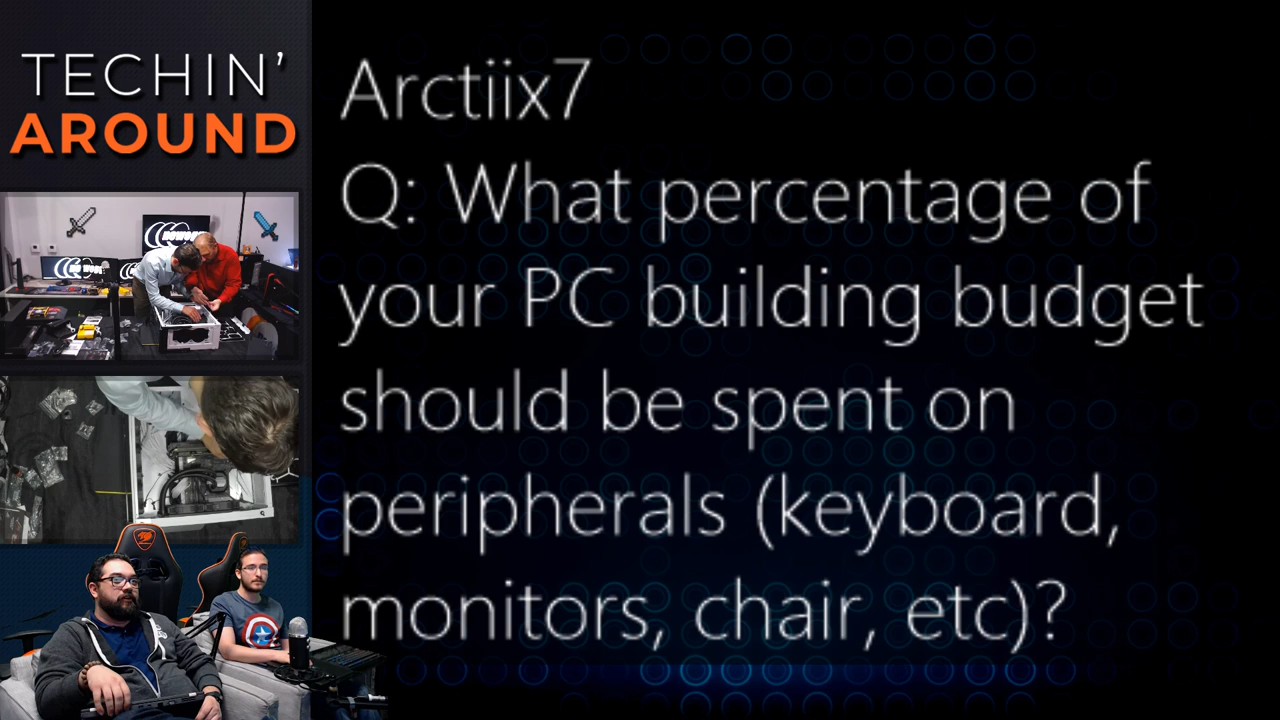 TECHIN'
AROUND
Arctiix7
Q: What percentage of
your PC building budget
should be spent on
peripherals (keyboard,
monitors, chair, etc)?